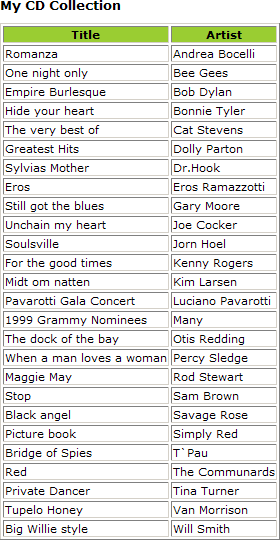 My CD Collection
Title Artist
Romanza Andrea Bocelli
One night only Bee Gees
Empire Burlesque Bob Dylan
Hide your heart Bonnie Tyler
The very best of Cat Stevens
Greatest Hits Dolly Parton
Sylvias Mother Dr.Hook
Eros Eros Ramazzotti
Still got the blues Gary Moore
Unchain my heart Joe Cocker
Soulsville Jorn Hoel
For the good times Kenny Rogers
Midt om natten Kim Larsen
Pavarotti Gala Concert Luciano Pavarotti
1999 Grammy Nominees Many
The dock of the bay Otis Redding
When a man loves a woman Percy Sledge
Maggie May Rod Stewart
Stop Sam Brown
Black angel Savage Rose
Picture book Simply Red
Bridge of Spies T`Pau
Red The Communards
Private Dancer Tina Turner
Tupelo Honey Van Morrison
Big Willie style Will Smith